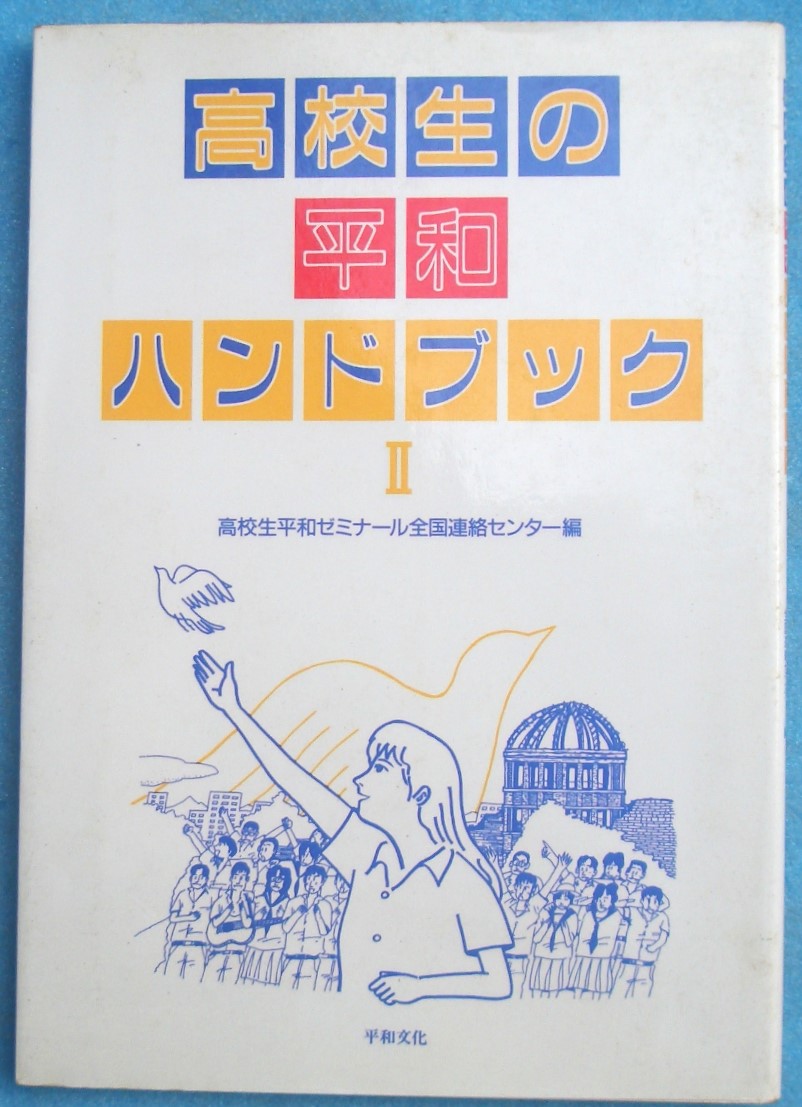 高校生の
平和
ハンドブック
Ⅱ
高校生平和ゼミナール全国連絡センター編
平和文化